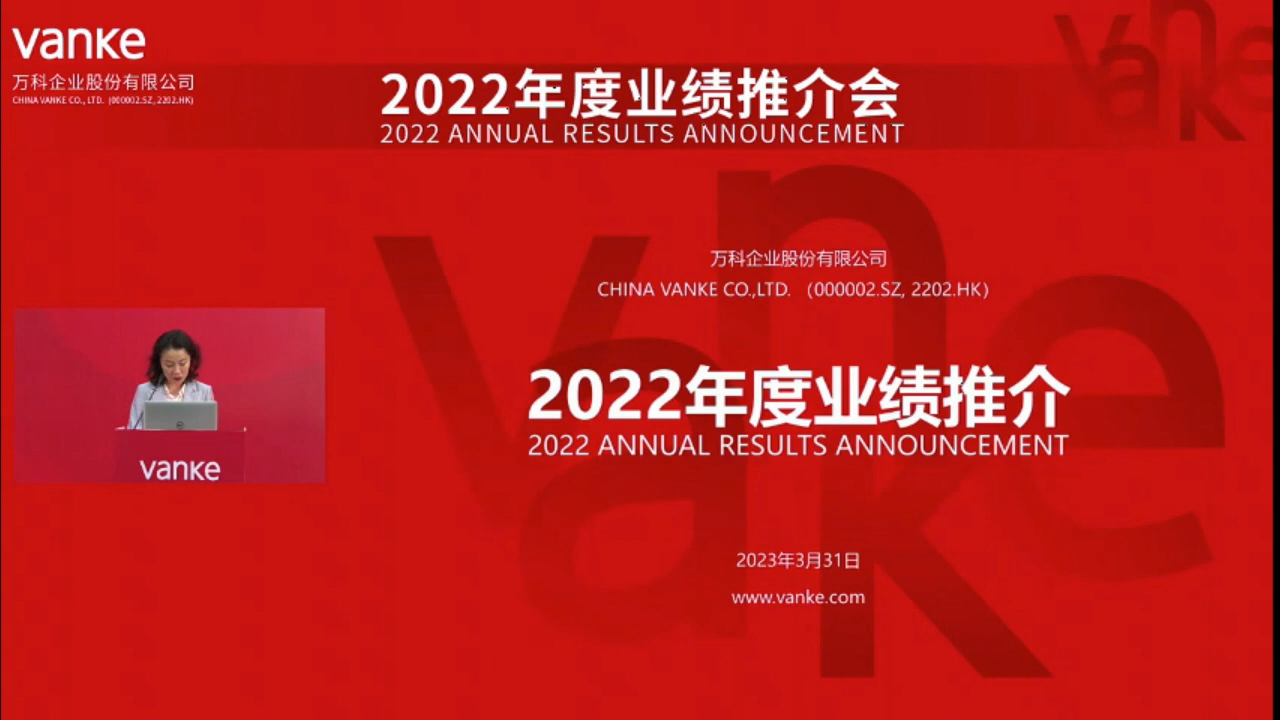 vanke
万科企业股份有限公司
CHINA VANKE CO., LTD. (000002.SZ, 2202.HK)
2022年度业绩推介会
2022 ANNUAL RESULTS ANNOUNCEMENT
vanke
万科企业股份有限公司
CHINA VANKE CO.,LTD. （000002.SZ, 2202.HK）
2022年度业绩推介
2022 ANNUAL RESULTS ANNOUNCEMENT
2023年3月31日
www.vanke.com
vanke
vanke